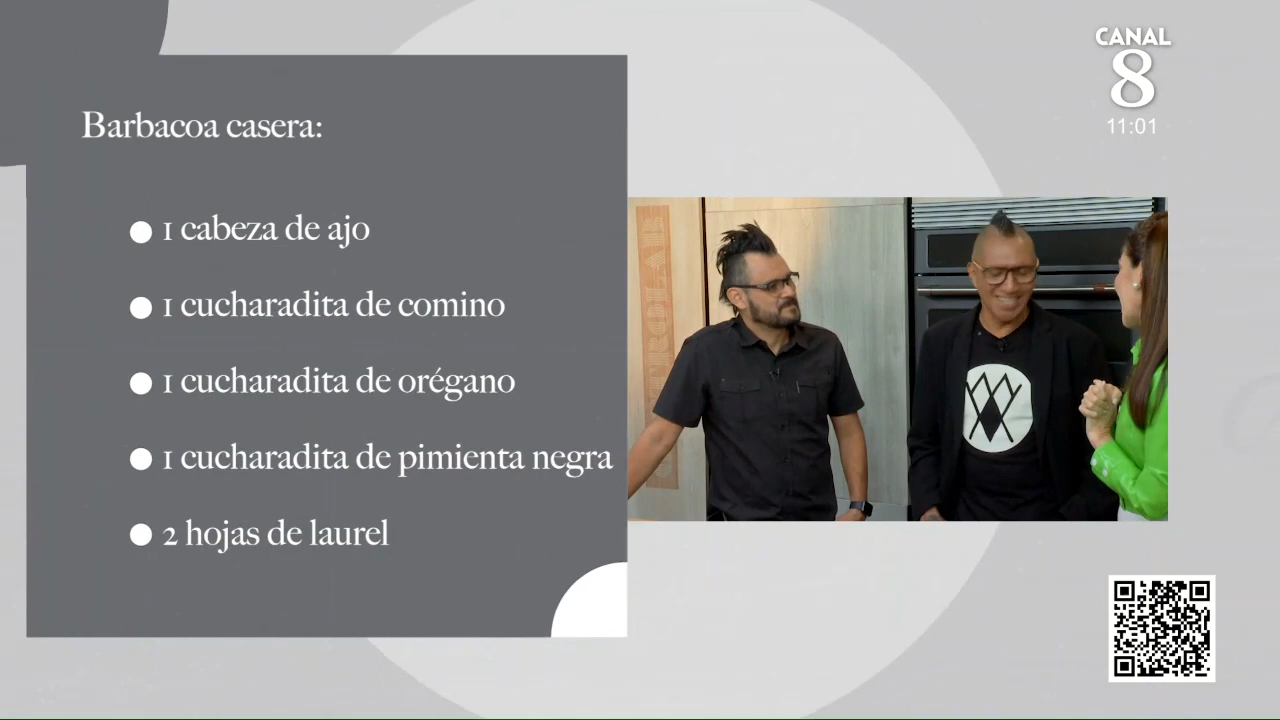 CANAL
8
11:01
Barbacoa casera:
1 cabeza de ajo
1 cucharadita de comino
1 cucharadita de orégano
1 cucharadita de pimienta negra
2 hojas de laurel